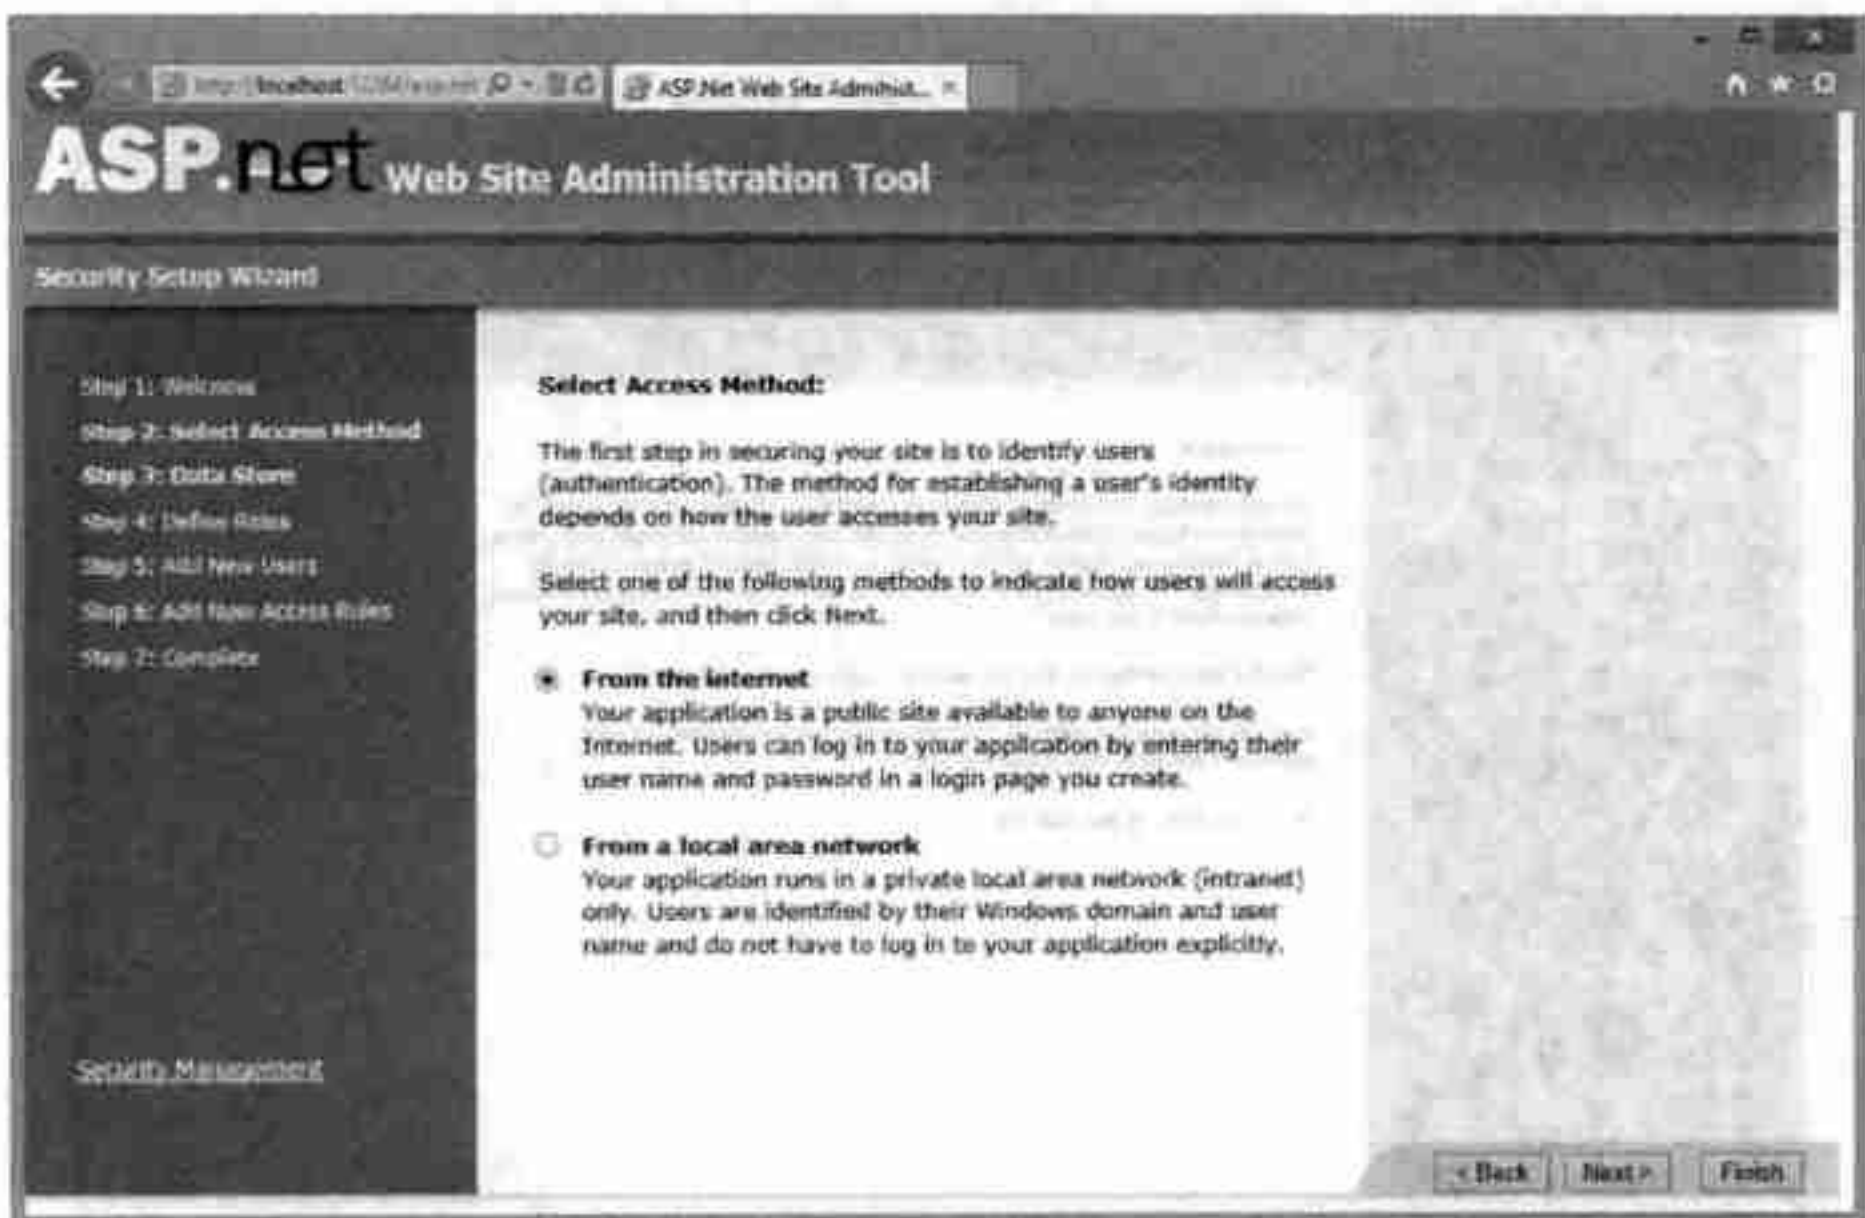 http://localhost
ASP.Net Web Site Administ...
ASP.net Web Site Administration Tool
Security Setup Wizard
Step 1: Welcome
Step 2: Select Access Method
Step 3: Data Store
Step 4: Define Roles
Step 5: Add New Users
Step 6: Add New Access Rules
Step 7: Complete
Security Management
Select Access Method:
The first step in securing your site is to identify users
(authentication). The method for establishing a user's identity
depends on how the user accesses your site.
Select one of the following methods to indicate how users will access
your site, and then click Next.
From the internet
Your application is a public site available to anyone on the
Internet. Users can log in to your application by entering their
user name and password in a login page you create.
From a local area network
Your application runs in a private local area network (intranet)
only. Users are identified by their Windows domain and user
name and do not have to log in to your application explicitly.
< Back
Next >
Finish